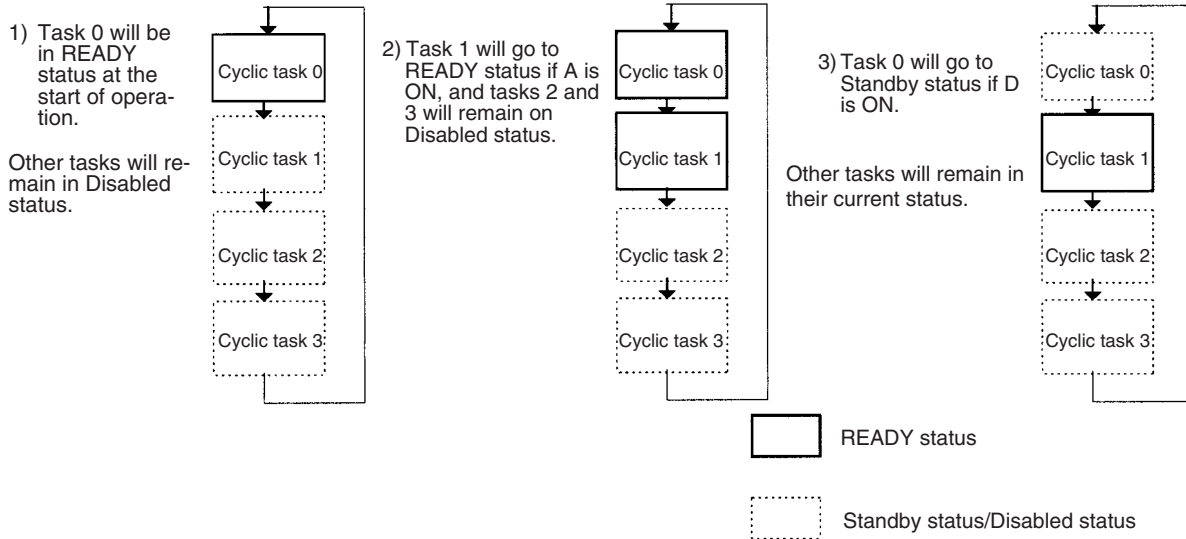 1) Task 0 will be
in READY
status at the
start of opera-
tion.
Other tasks will re-
main in Disabled
status.
Cyclic task 0
Cyclic task 1
Cyclic task 2
Cyclic task 3
2) Task 1 will go to
READY status if A is
ON, and tasks 2 and
3 will remain on
Disabled status.
Cyclic task 0
Cyclic task 1
Cyclic task 2
Cyclic task 3
3) Task 0 will go to
Standby status if D
is ON.
Other tasks will remain in
their current status.
Cyclic task 0
Cyclic task 1
Cyclic task 2
Cyclic task 3
READY status
Standby status/Disabled status